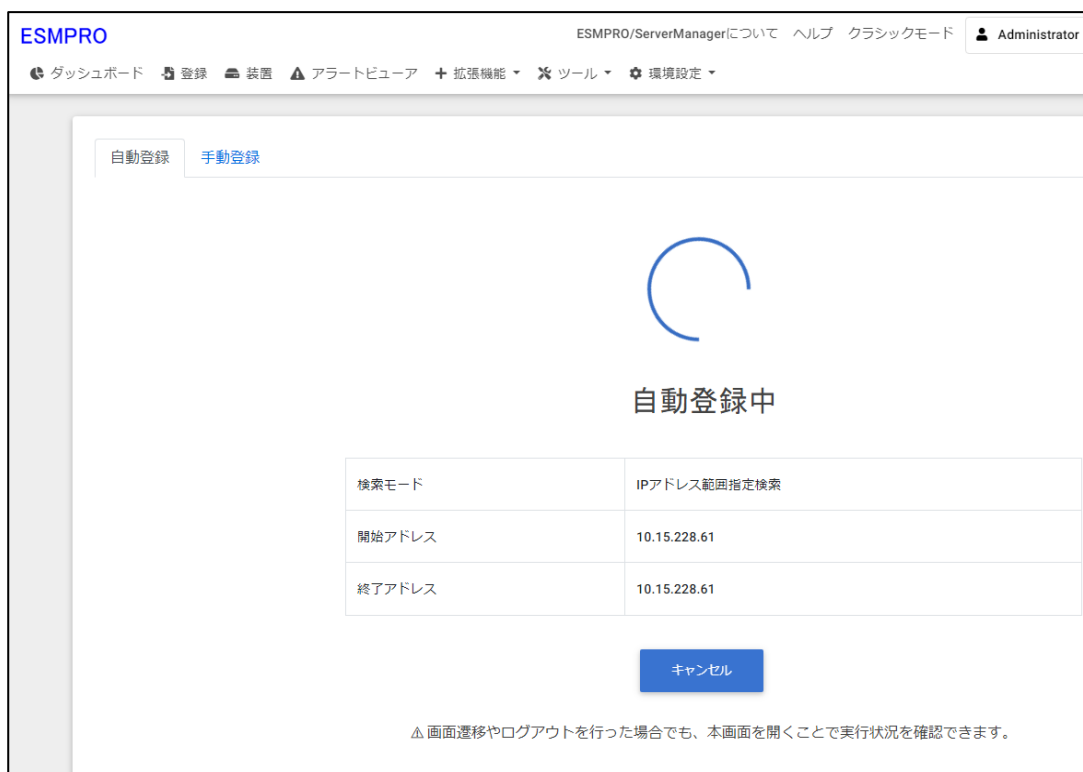 ESMPRO
ESMPRO/ServerManagerについて ヘルプ クラシックモード Administrator
ダッシュボード 登録 装置 アラートビューア 拡張機能 ツール 環境設定
自動登録 手動登録
自動登録中
検索モード IPアドレス範囲指定検索
開始アドレス 10.15.228.61
終了アドレス 10.15.228.61
キャンセル
⚠ 画面遷移やログアウトを行った場合でも、本画面を開くことで実行状況を確認できます。